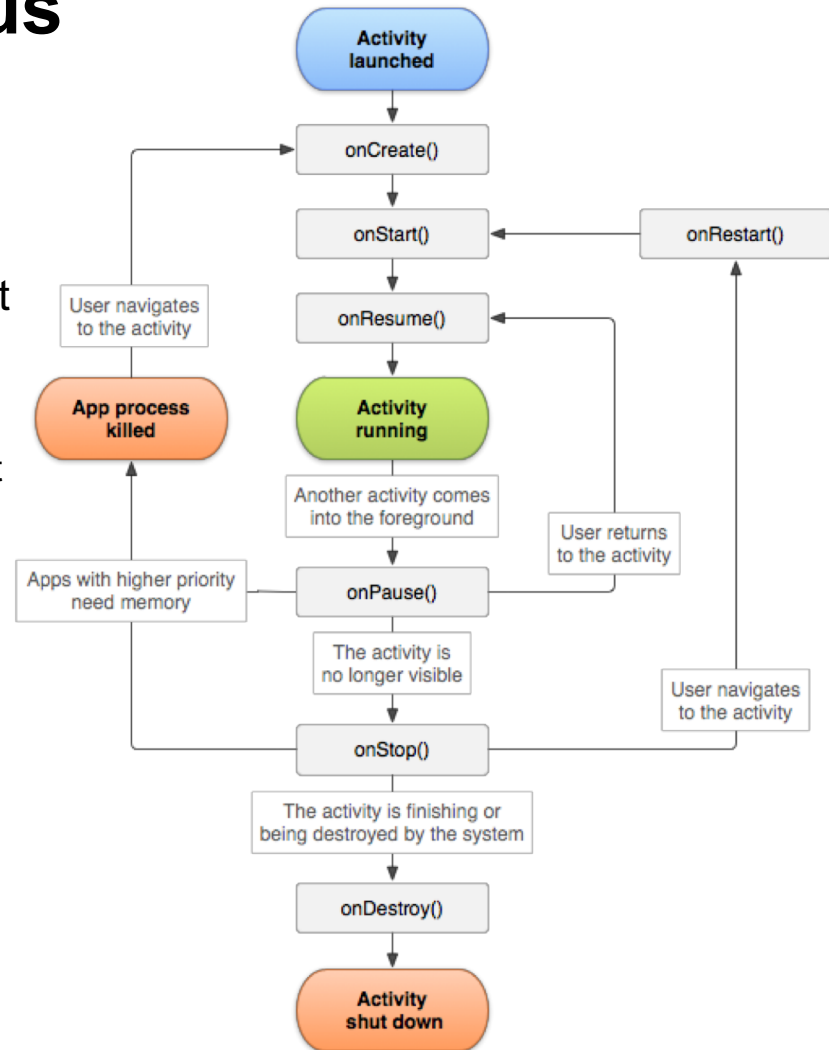 us
Activity
launched
onCreate()
onStart()
onRestart()
t
User navigates
to the activity
onResume()
App process
killed
Activity
running
t
Another activity comes
into the foreground
User returns
to the activity
Apps with higher priority
need memory
onPause()
The activity is
no longer visible
User navigates
to the activity
onStop()
The activity is finishing or
being destroyed by the system
onDestroy()
Activity
shut down